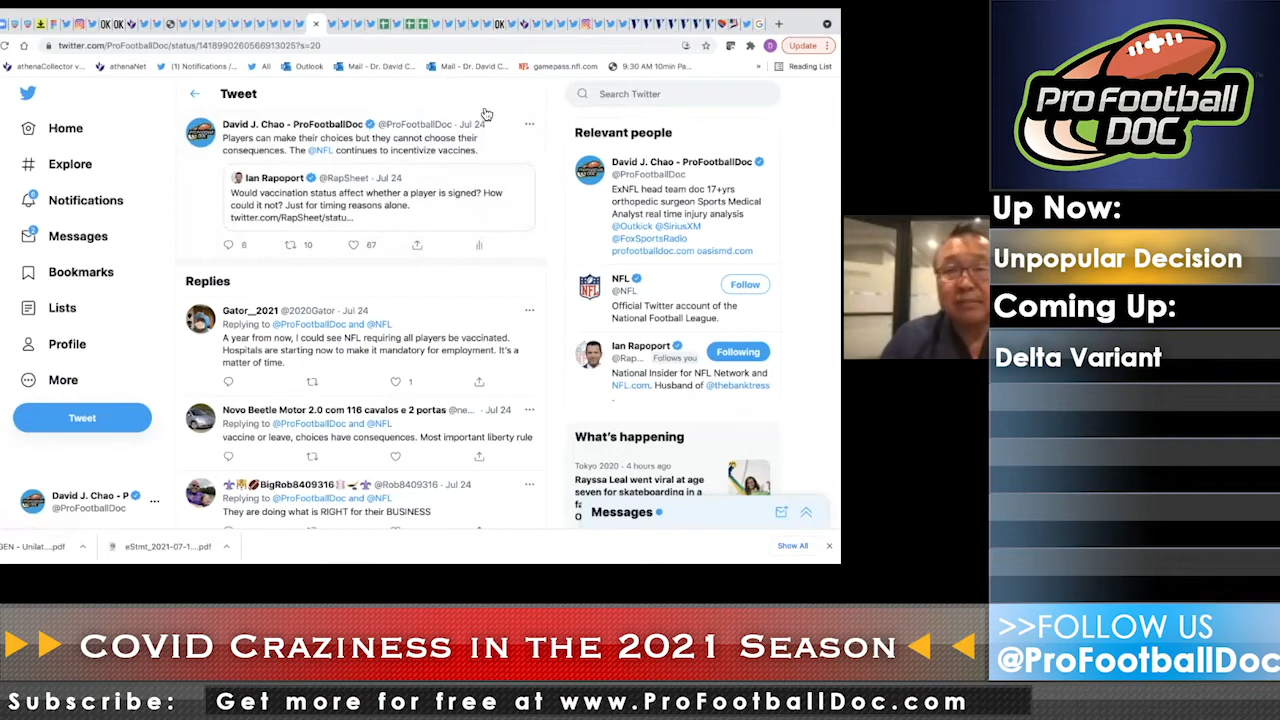 OK OK
OK
twitter.com/ProFootballDoc/status/1418990260566913025?s=20
D
Update
athenaCollector v...
athenaNet
(1) Notifications /...
All
Outlook
Mail - Dr. David C...
Mail - Dr. David C...
gamepass.nfl.com
9:30 AM 10min Pa...
»
Reading List
Home
Explore
Notifications
6
Messages
2
Bookmarks
Lists
Profile
More
Tweet
David J. Chao - P
@ProFootballDoc
Tweet
David J. Chao - ProFootballDoc @ProFootballDoc · Jul 24
Players can make their choices but they cannot choose their
consequences. The @NFL continues to incentivize vaccines.
Ian Rapoport @RapSheet · Jul 24
Would vaccination status affect whether a player is signed? How
could it not? Just for timing reasons alone.
twitter.com/RapSheet/statu...
6
10
67
Replies
Gator__2021 @2020Gator · Jul 24
Replying to @ProFootballDoc and @NFL
A year from now, I could see NFL requiring all players be vaccinated.
Hospitals are starting now to make it mandatory for employment. It's a
matter of time.
1
Novo Beetle Motor 2.0 com 116 cavalos e 2 portas @ne... · Jul 24
Replying to @ProFootballDoc and @NFL
vaccine or leave, choices have consequences. Most important liberty rule
BigRob8409316 @Rob8409316 · Jul 24
Replying to @ProFootballDoc and @NFL
They are doing what is RIGHT for their BUSINESS
Search Twitter
Relevant people
David J. Chao - ProFootballDoc
@ProFootballDoc
ExNFL head team doc 17+yrs
orthopedic surgeon Sports Medical
Analyst real time injury analysis
@Outkick @SiriusXM
@FoxSportsRadio
profootballdoc.com oasismd.com
NFL
@NFL
Follow
Official Twitter account of the
National Football League.
Ian Rapoport
@Rap... Follows you
Following
National Insider for NFL Network and
NFL.com. Husband of @thebanktress
.
What's happening
Tokyo 2020 · 4 hours ago
Rayssa Leal went viral at age
seven for skateboarding in a
Messages
GEN - Unilat....pdf
eStmt_2021-07-1....pdf
Show All
Pro Football
DOC
Up Now:
Unpopular Decision
Coming Up:
Delta Variant
COVID Craziness in the 2021 Season
>>FOLLOW US
@ProFootballDoc
Subscribe: Get more for free at www.ProFootballDoc.com